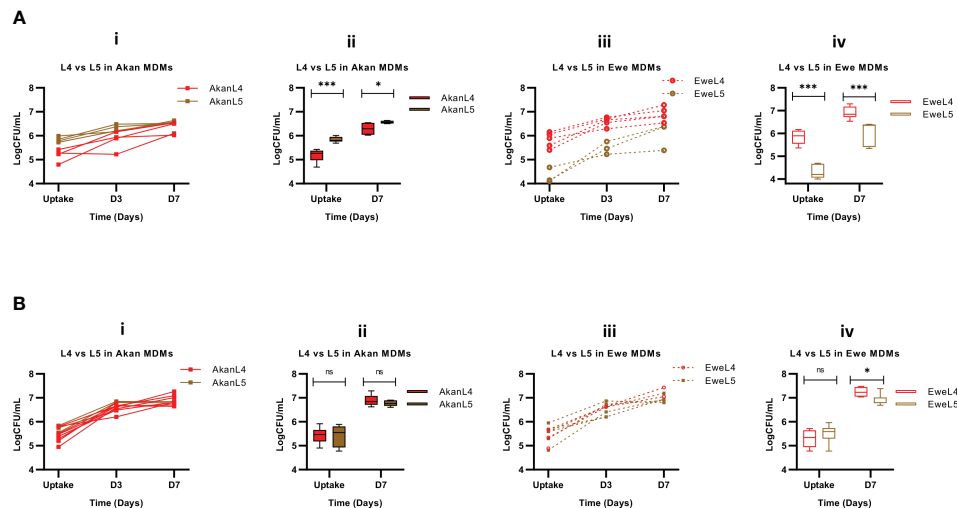 A
i
L4 vs L5 in Akan MDMs
8
7
6
5
4
LogCFU/mL
Uptake
D3
D7
Time (Days)
AkanL4
AkanL5
ii
L4 vs L5 in Akan MDMs
8
7
6
5
4
LogCFU/mL
***
*
Uptake
D7
Time (Days)
AkanL4
AkanL5
iii
L4 vs L5 in Ewe MDMs
8
7
6
5
4
LogCFU/mL
Uptake
D3
D7
Time (Days)
EweL4
EweL5
iv
L4 vs L5 in Ewe MDMs
8
7
6
5
4
LogCFU/mL
***
***
Uptake
D7
Time (Days)
EweL4
EweL5
B
i
L4 vs L5 in Akan MDMs
8
7
6
5
4
LogCFU/mL
Uptake
D3
D7
Time (Days)
AkanL4
AkanL5
ii
L4 vs L5 in Akan MDMs
8
7
6
5
4
LogCFU/mL
ns
ns
Uptake
D7
Time (Days)
AkanL4
AkanL5
iii
L4 vs L5 in Ewe MDMs
8
7
6
5
4
LogCFU/mL
Uptake
D3
D7
Time (Days)
EweL4
EweL5
iv
L4 vs L5 in Ewe MDMs
8
7
6
5
4
LogCFU/mL
ns
*
Uptake
D7
Time (Days)
EweL4
EweL5